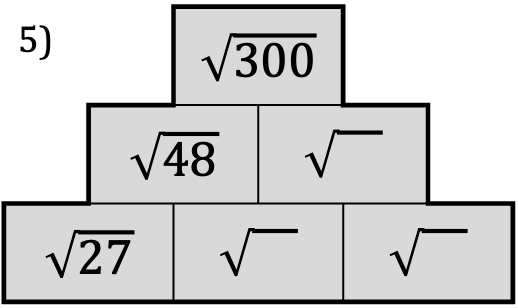 5)
√300
√48 √
√27 √ √